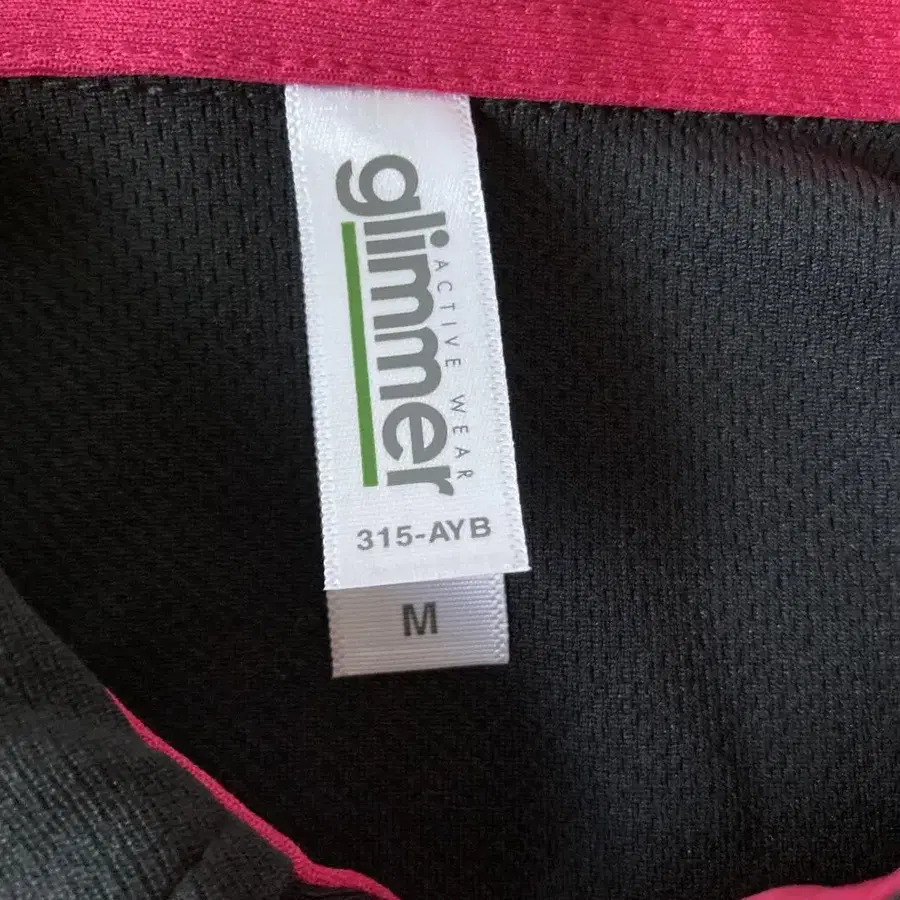 glimmer
ACTIVE WEAR
315-AYB
M